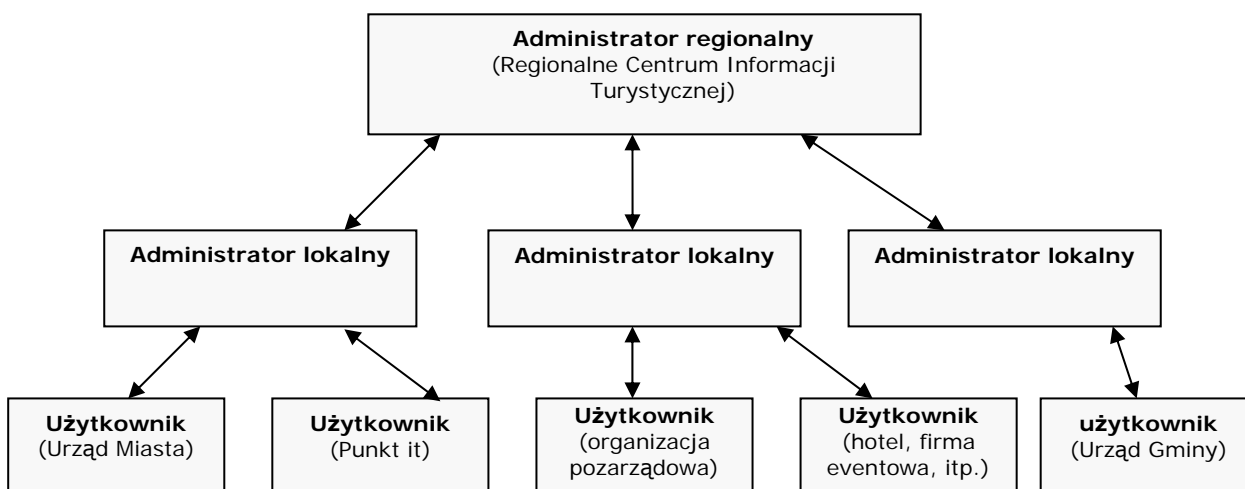 Administrator regionalny
(Regionalne Centrum Informacji
Turystycznej)
Administrator lokalny
Administrator lokalny
Administrator lokalny
Użytkownik
(Urząd Miasta)
Użytkownik
(Punkt it)
Użytkownik
(organizacja
pozarządowa)
Użytkownik
(hotel, firma
eventowa, itp.)
użytkownik
(Urząd Gminy)